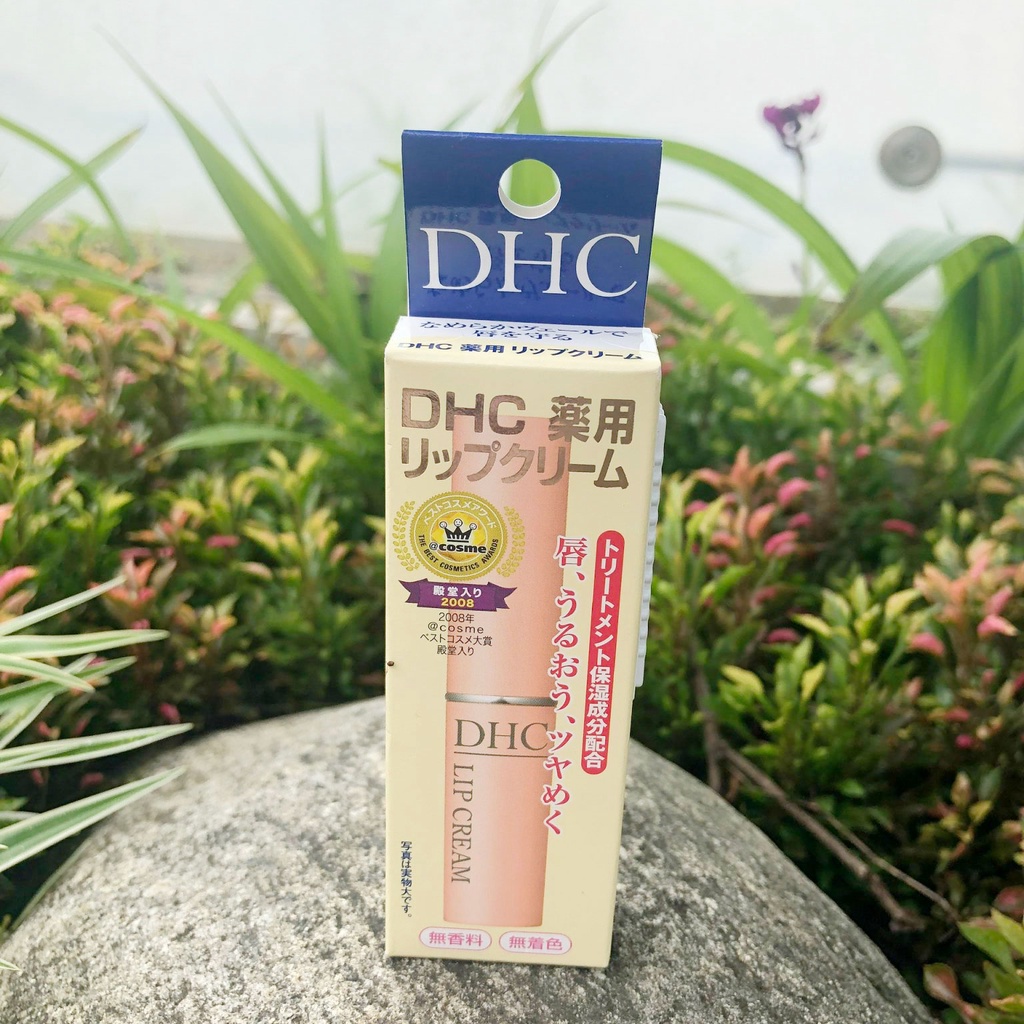 DHC
なめらかヴェールで
唇を守る
DHC 薬用 リップクリーム
DHC 薬用
リップクリーム
ベストコスメアワード
@cosme
THE BEST COSMETICS AWARDS
殿堂入り
2008
2008年
@cosme
ベストコスメ大賞
殿堂入り
トリートメント保湿成分配合
唇、うるおう、ツヤめく
DHC
LIP CREAM
写真は実物大です。
無香料
無着色